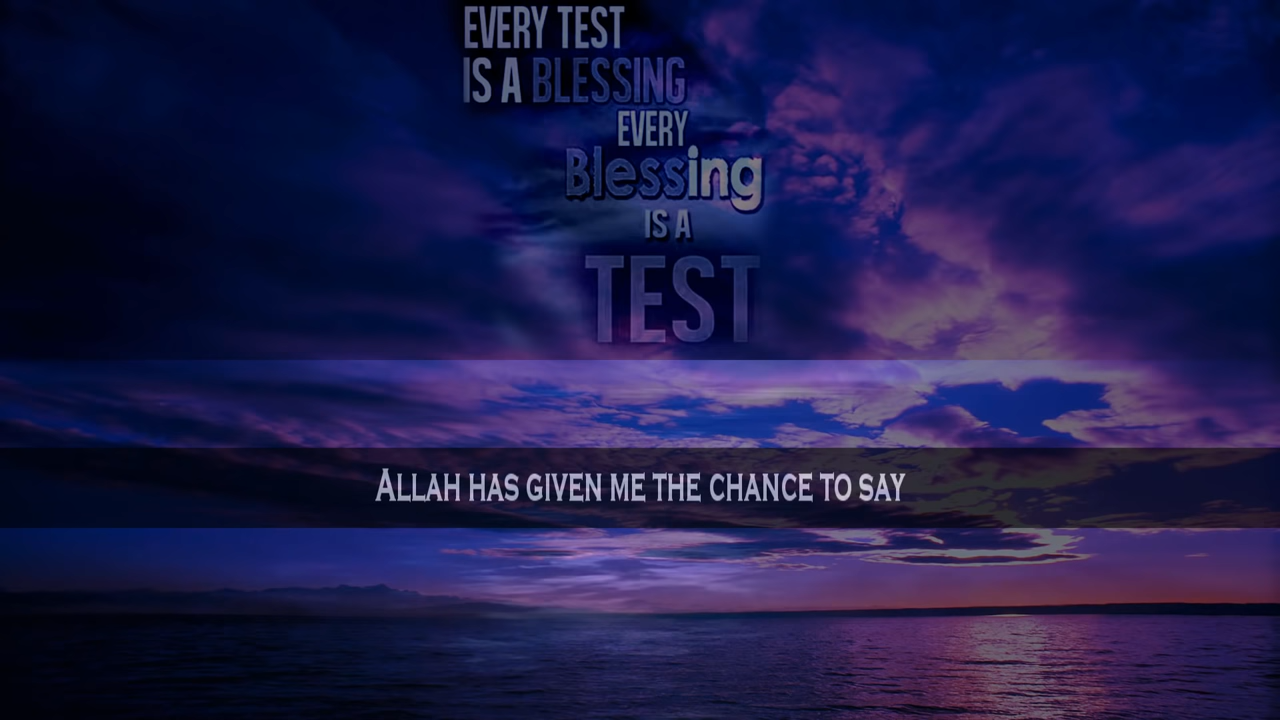 EVERY TEST
IS A BLESSING
EVERY
Blessing
IS A
TEST
ALLAH HAS GIVEN ME THE CHANCE TO SAY